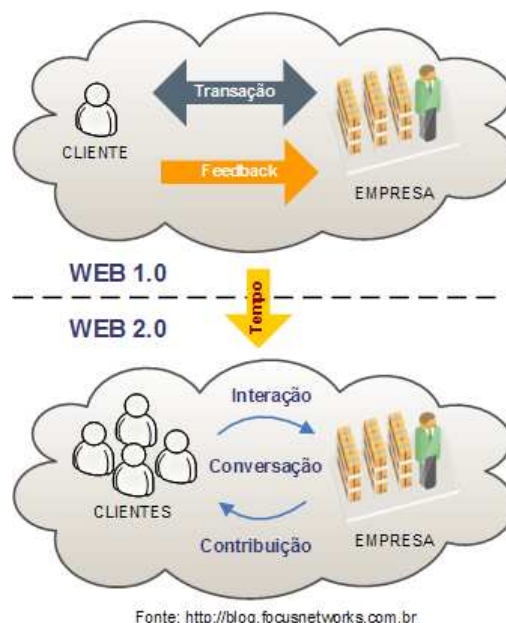 Transação
CLIENTE
Feedback
EMPRESA
WEB 1.0
Tempo
WEB 2.0
Interação
Conversação
CLIENTES
EMPRESA
Contribuição
Fonte: http://blog.focusnetworks.com.br